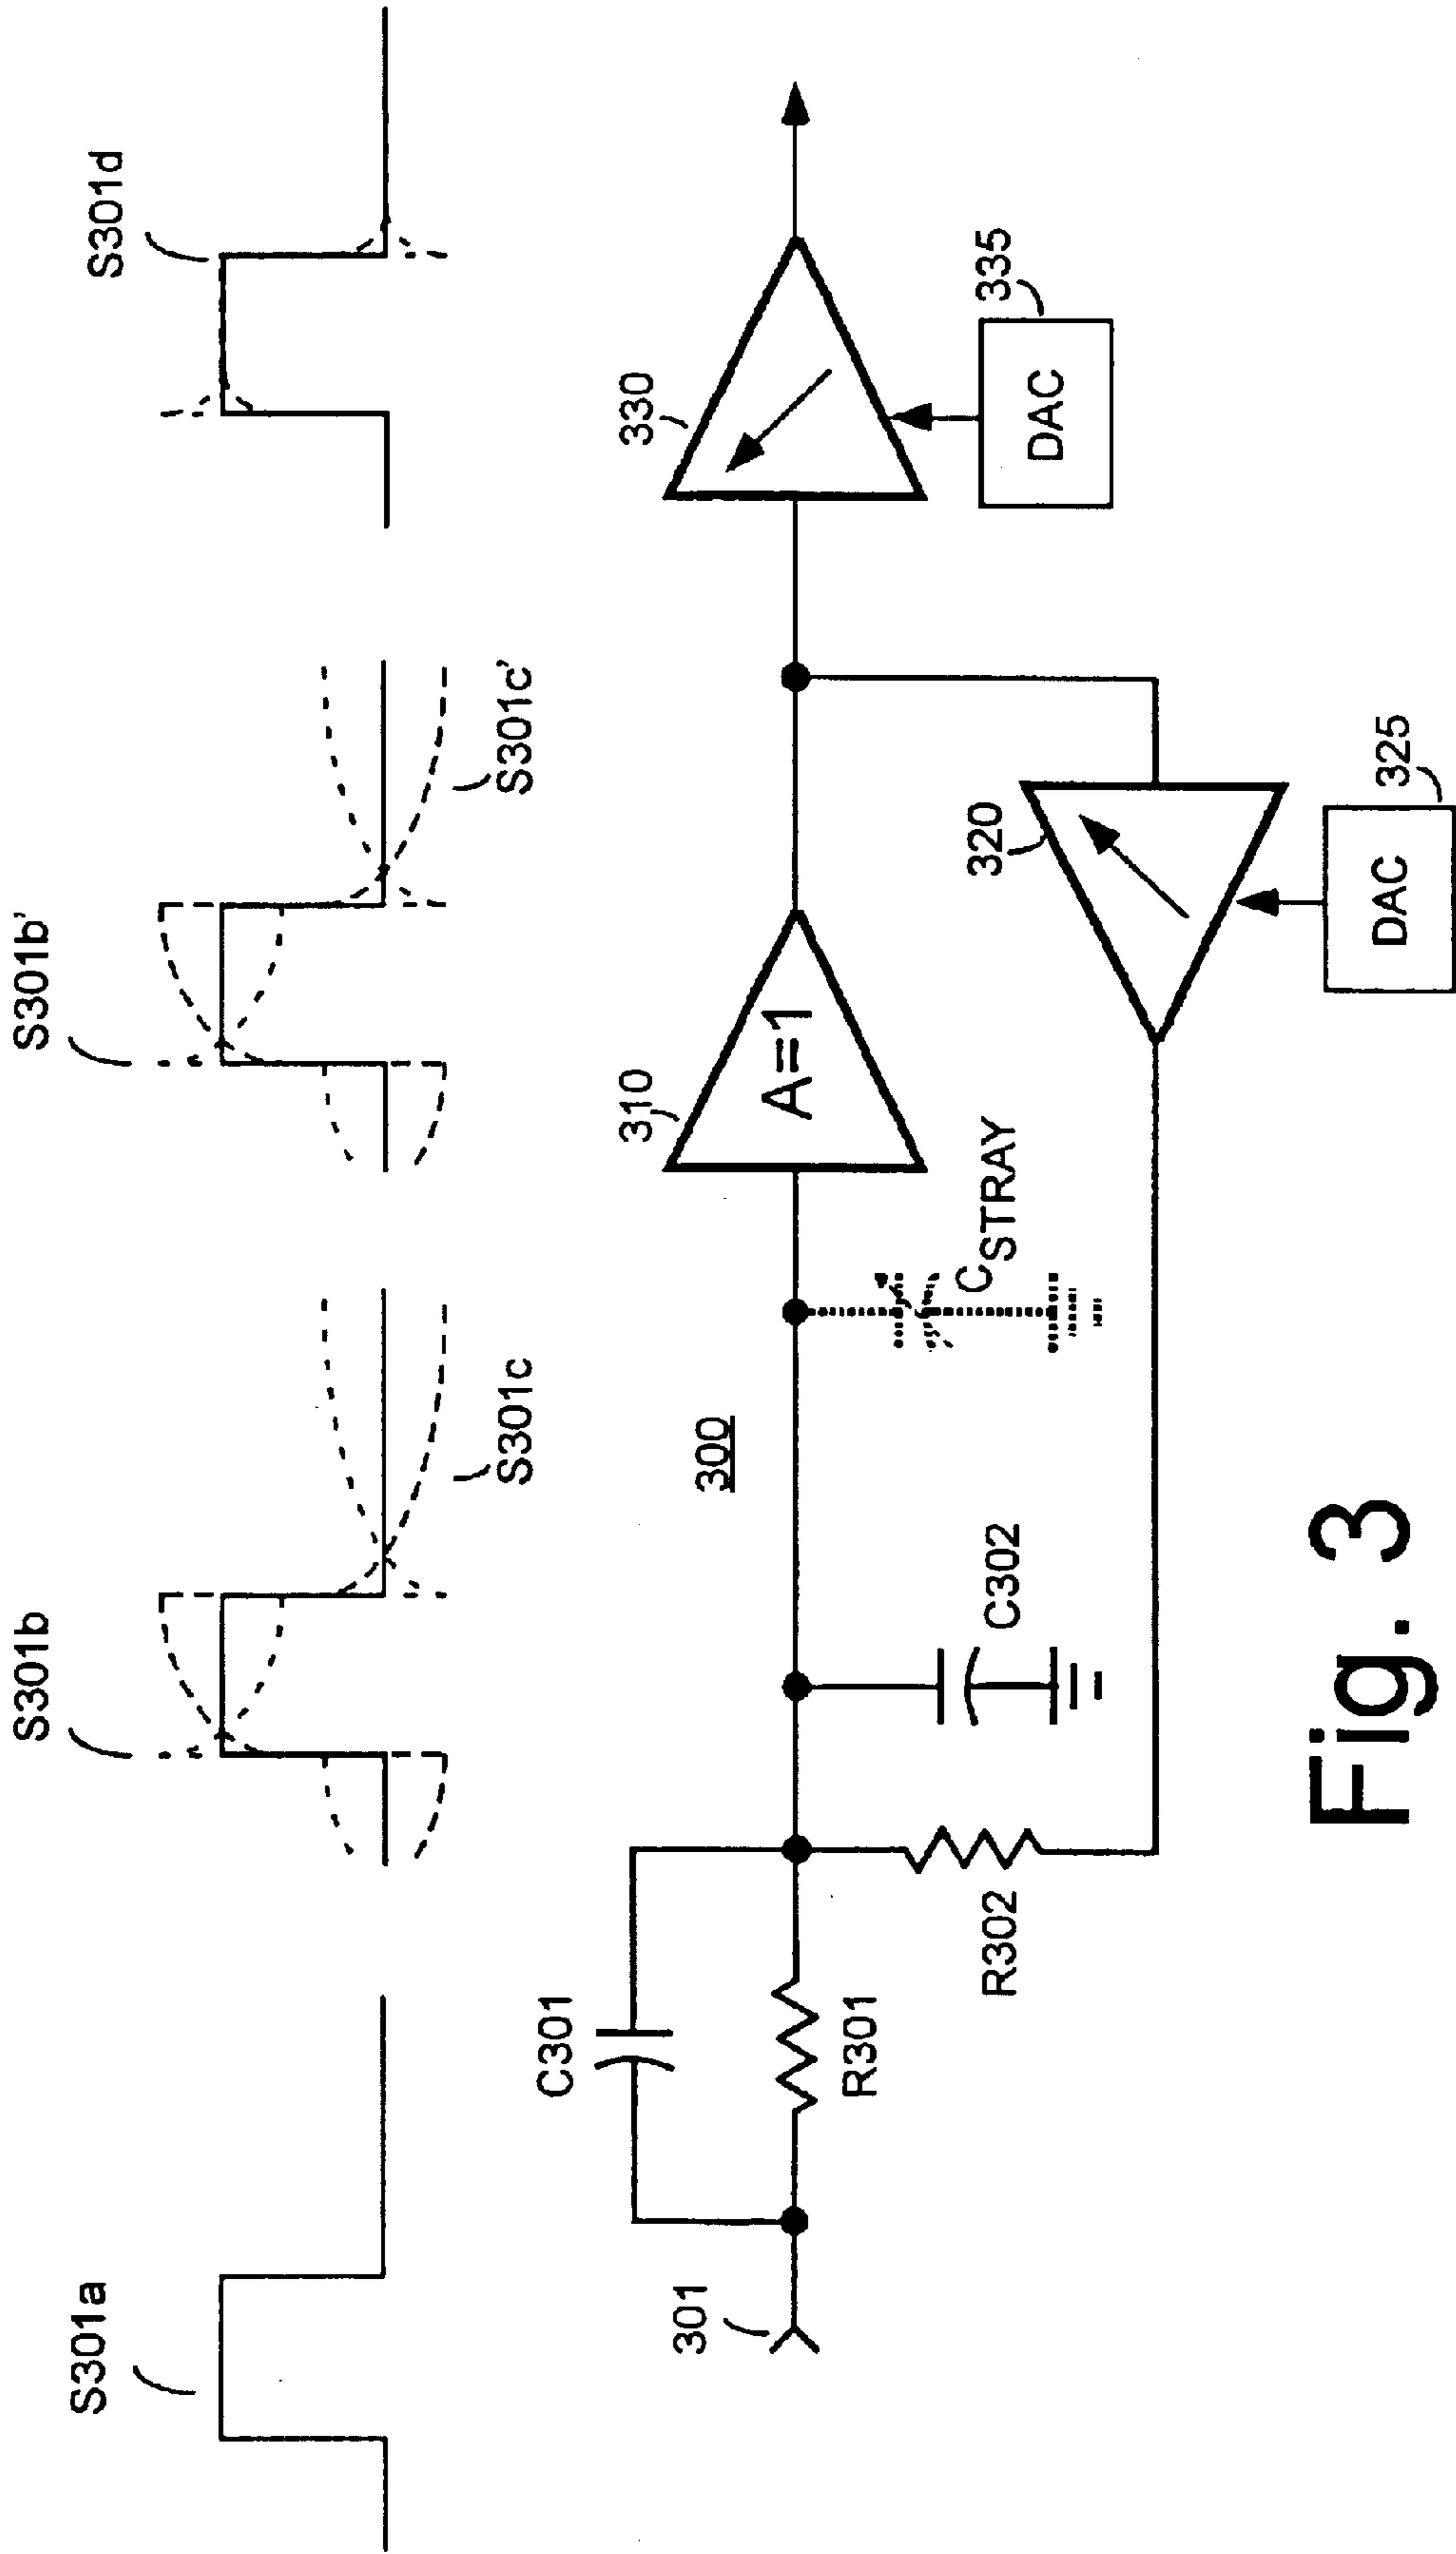 S301a
S301b
S301c
S301b'
S301c'
S301d
301
C301
R301
R302
C302
300
CSTRAY
310
A=1
320
DAC
325
330
DAC
335
Fig. 3